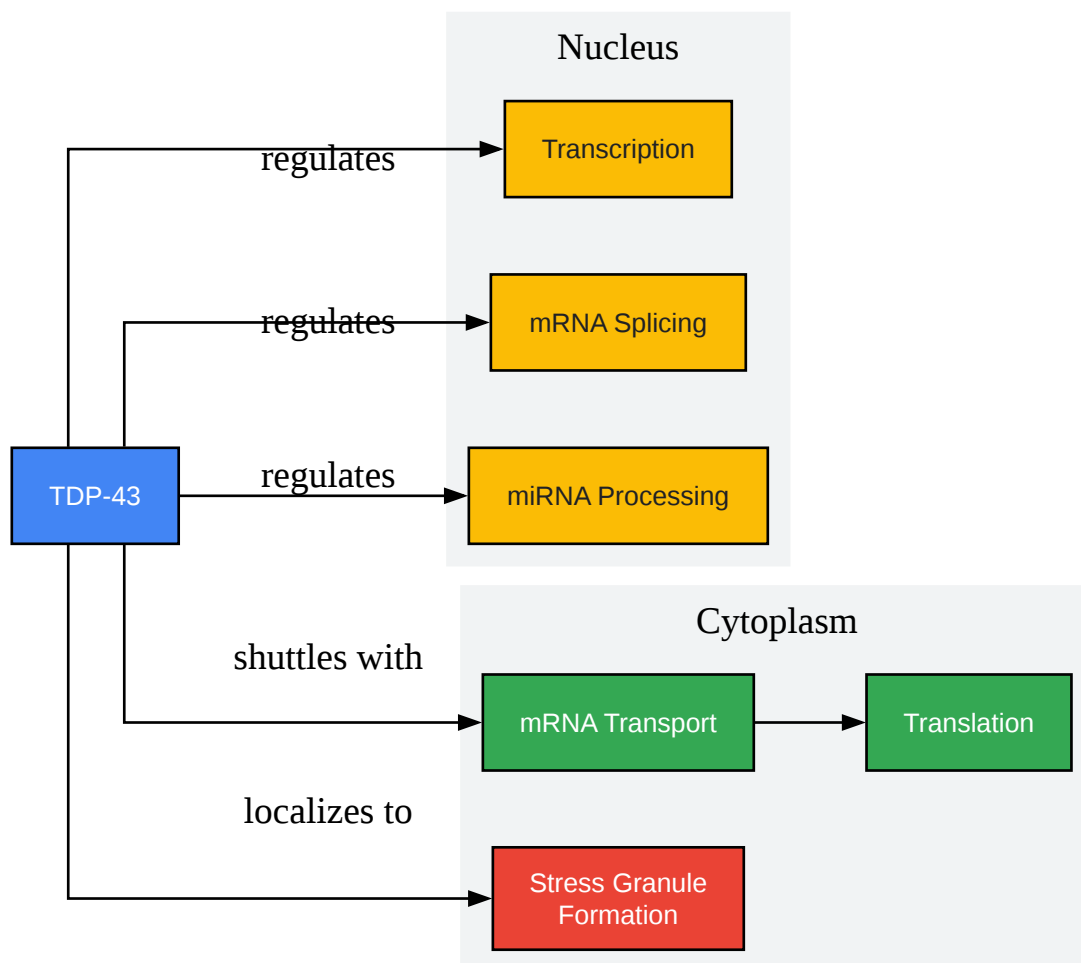 Nucleus
regulates
Transcription
regulates
mRNA Splicing
TDP-43
regulates
miRNA Processing
Cytoplasm
shuttles with
mRNA Transport
Translation
localizes to
Stress Granule
Formation